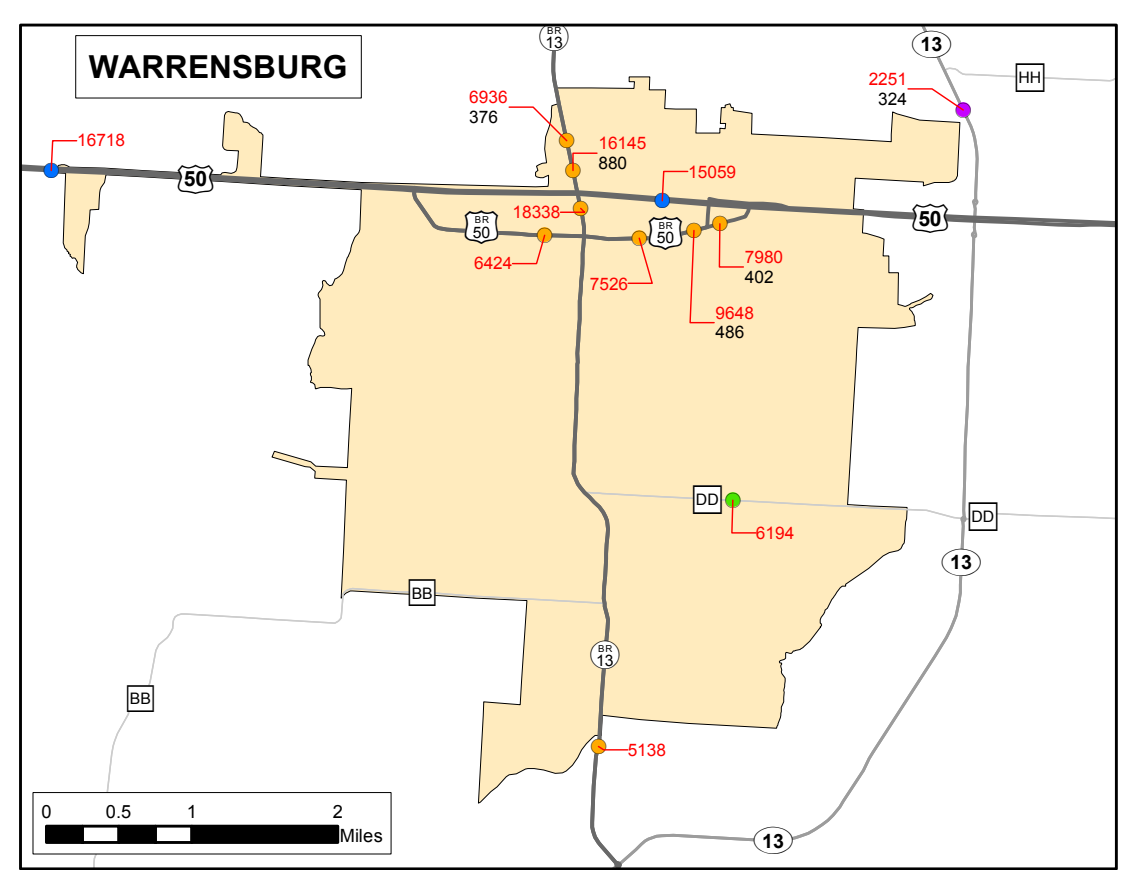 BR
13
13
WARRENSBURG
HH
2251
324
6936
376
16718
16145
880
15059
50
18338
50
BR
50
BR
50
6424
7526
7980
402
9648
486
DD
DD
6194
13
BB
BR
13
BB
5138
0 0.5 1 2
Miles
13